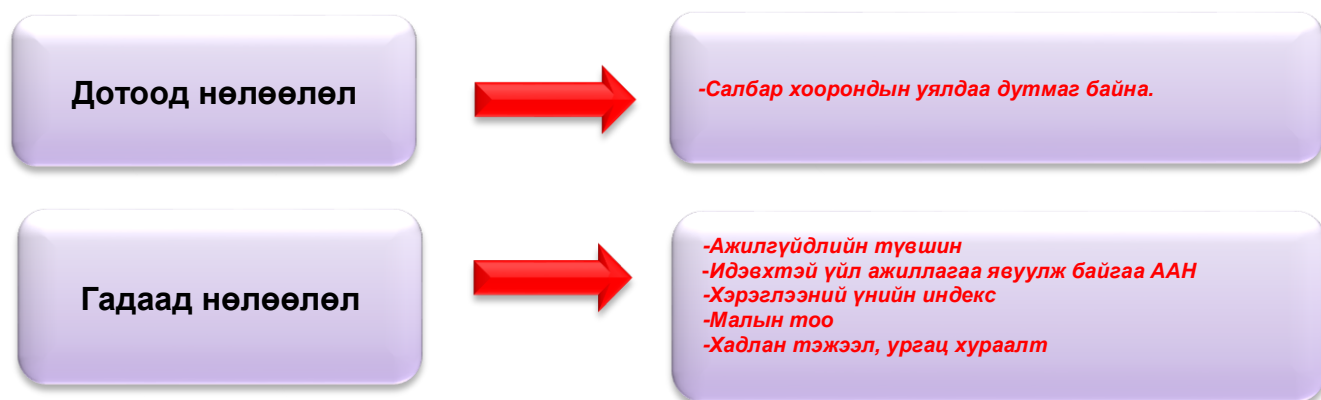 Дотоод нөлөөлөл
-Салбар хоорондын уялдаа дутмаг байна.
Гадаад нөлөөлөл
-Ажилгүйдлийн түвшин
-Идэвхтэй үйл ажиллагаа явуулж байгаа ААН
-Хэрэглээний үнийн индекс
-Малын тоо
-Хадлан тэжээл, ургац хураалт